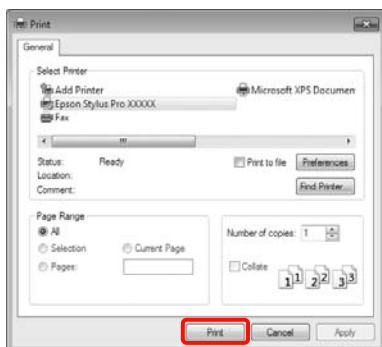 Print
General
Select Printer
Add Printer
Microsoft XPS Documen
Epson Stylus Pro XXXXX
Fax
Status: Ready
Print to file
Preferences
Location:
Comment:
Find Printer...
Page Range
All
Number of copies: 1
Selection
Current Page
Pages:
Collate
1 1 2 2 3 3
Print
Cancel
Apply